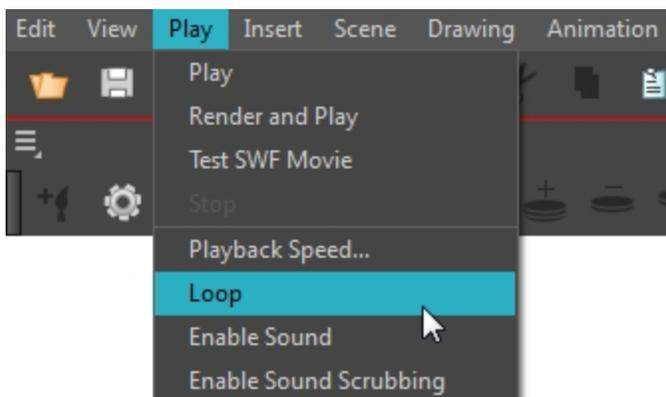 Edit View Play Insert Scene Drawing Animation
Play
Render and Play
Test SWF Movie
Stop
Playback Speed...
Loop
Enable Sound
Enable Sound Scrubbing